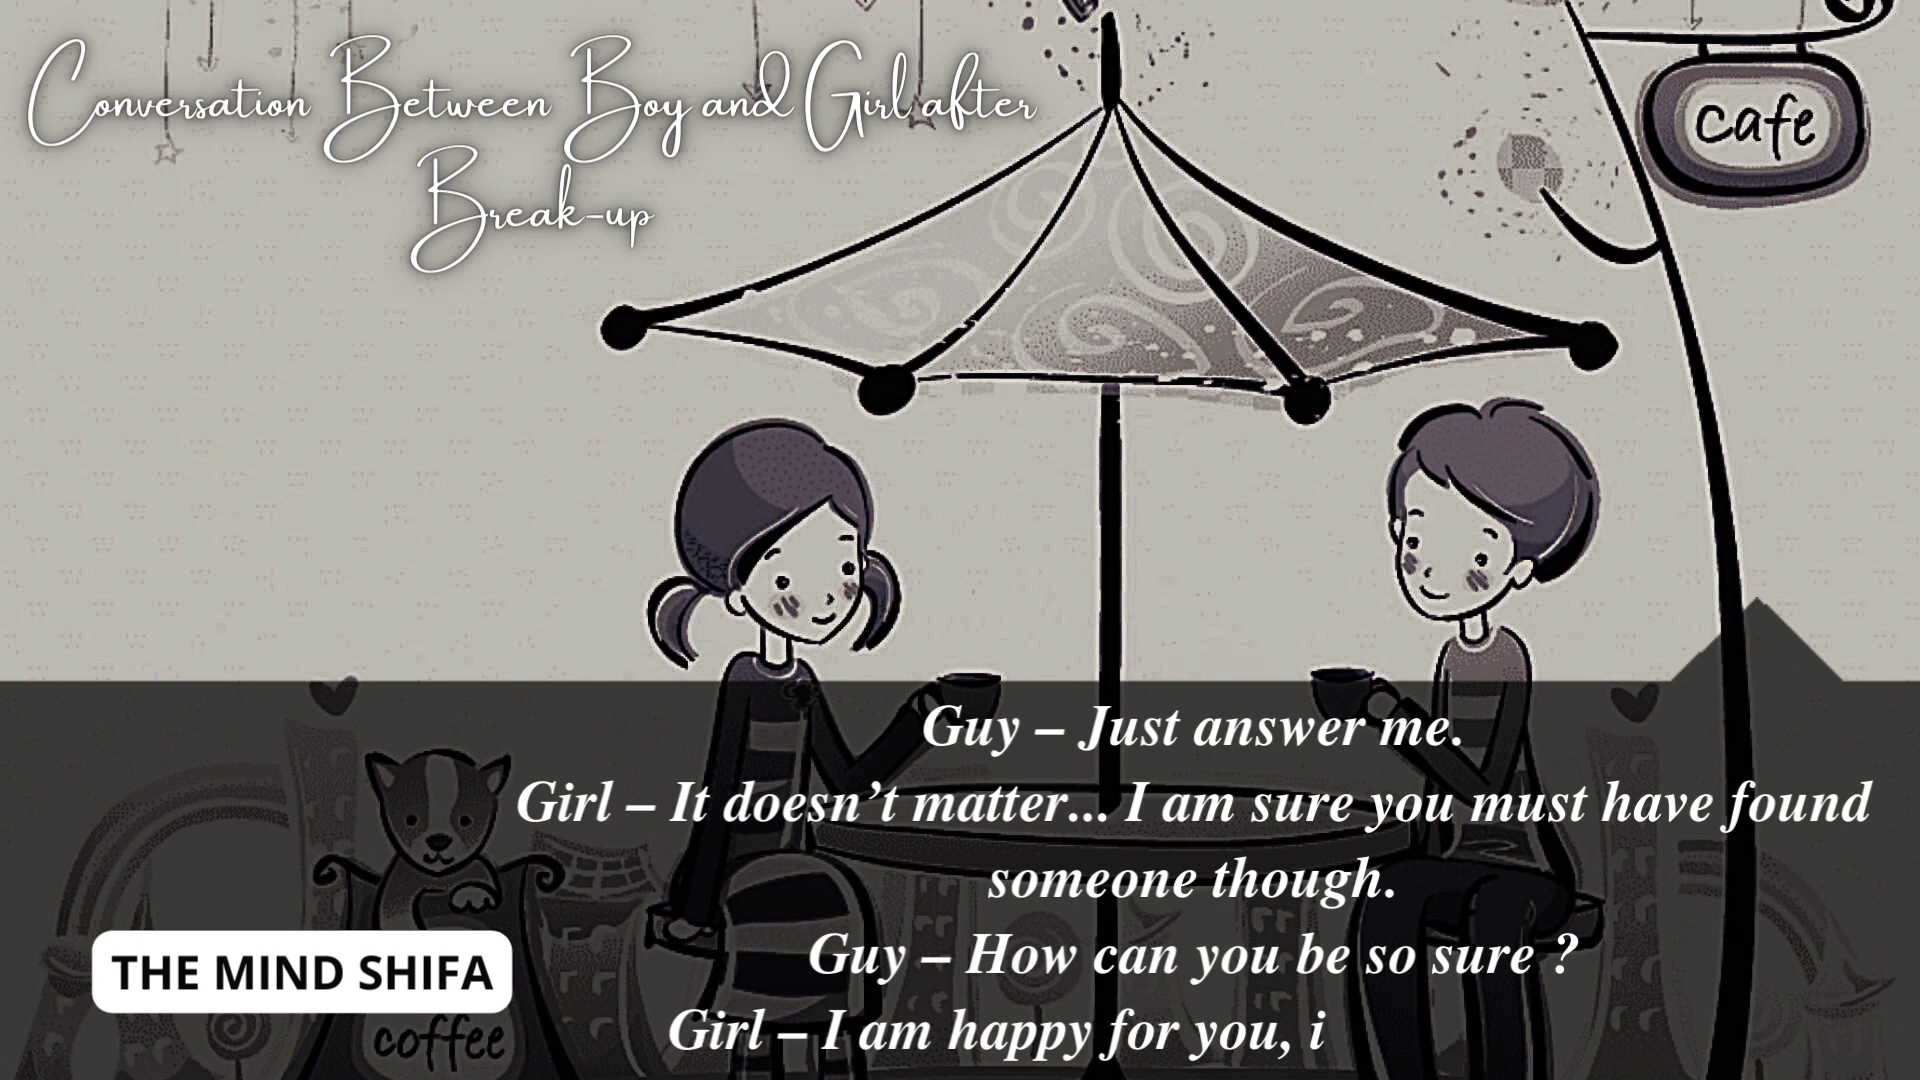 Conversation Between Boy and Girl after
Break-up
cafe
Guy – Just answer me.
Girl – It doesn’t matter... I am sure you must have found
someone though.
Guy – How can you be so sure ?
Girl – I am happy for you, i
THE MIND SHIFA
coffee